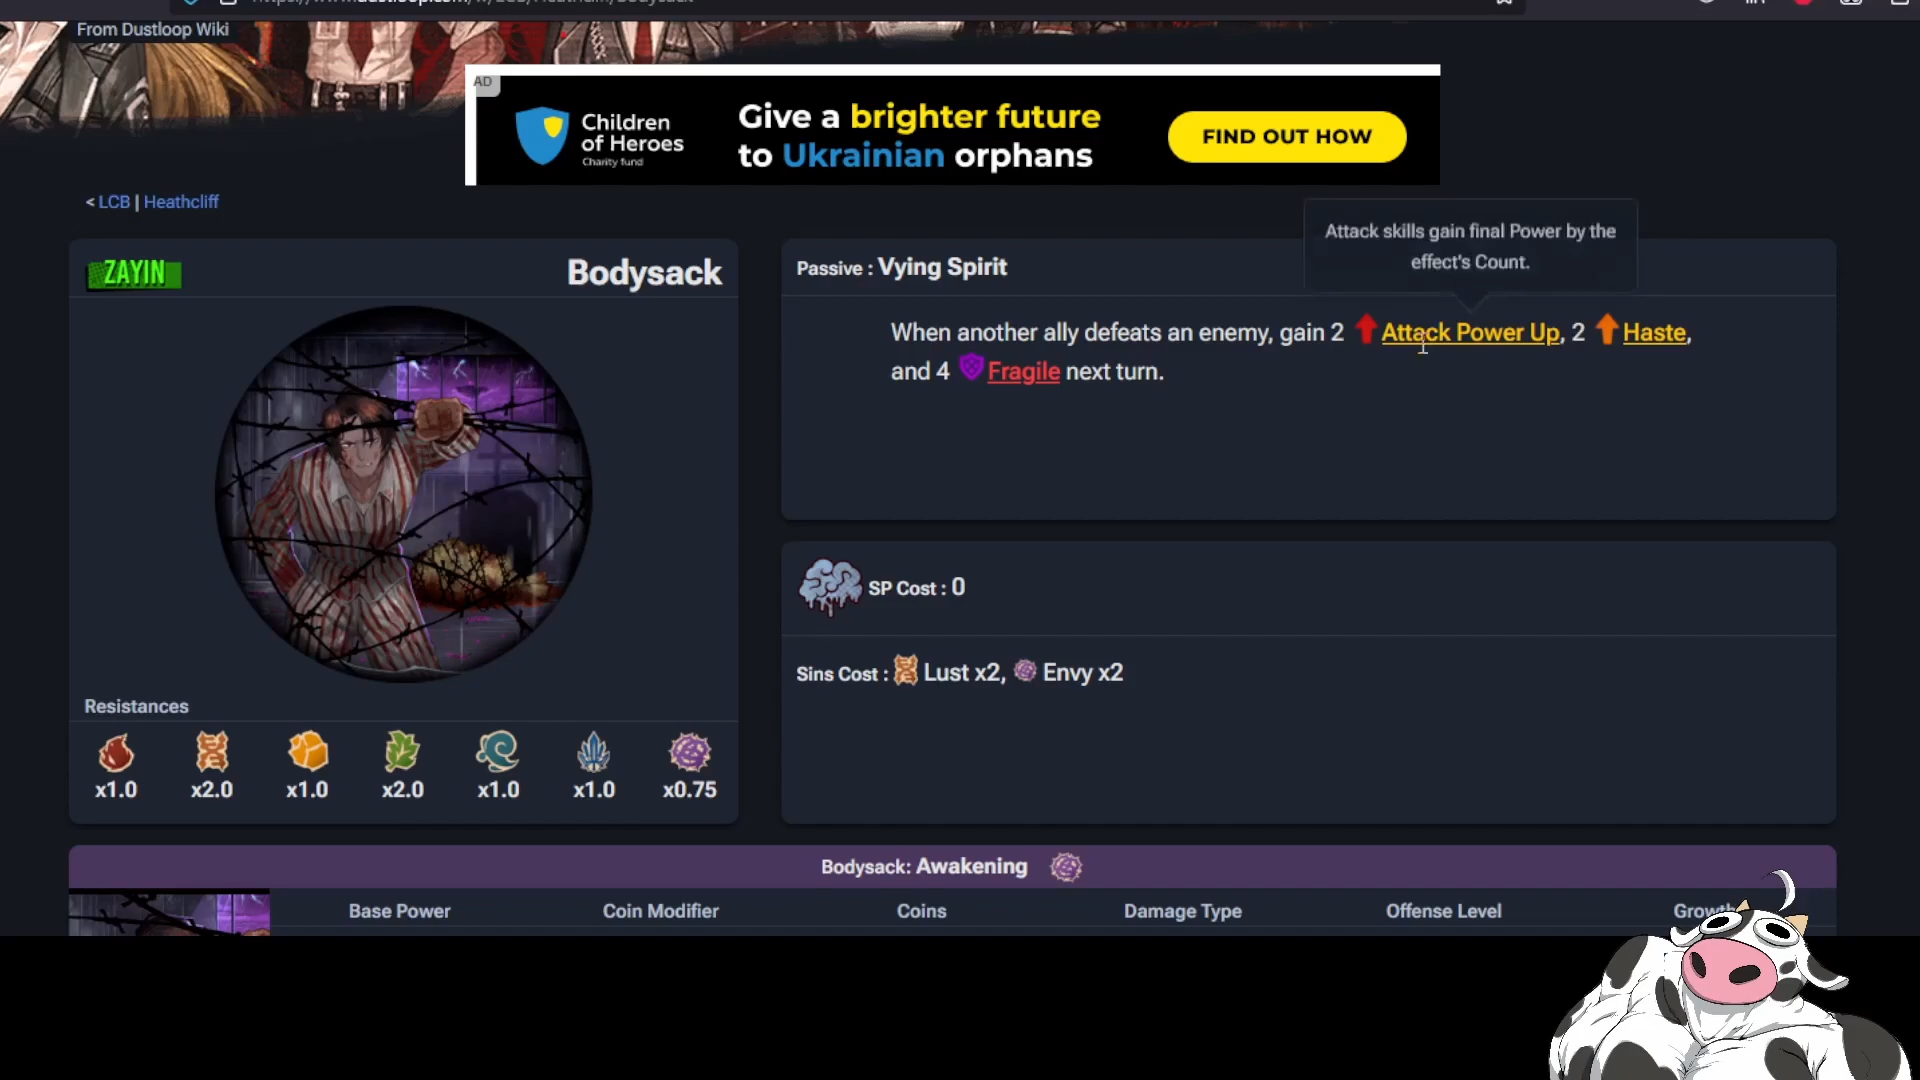 From Dustloop Wiki
AD
Children
of Heroes
Charity fund
Give a brighter future
to Ukrainian orphans
FIND OUT HOW
< LCB | Heathcliff
Attack skills gain final Power by the
effect's Count.
ZAYIN
Bodysack
Passive : Vying Spirit
When another ally defeats an enemy, gain 2 Attack Power Up, 2 Haste,
and 4 Fragile next turn.
SP Cost : 0
Sins Cost : Lust x2, Envy x2
Resistances
x1.0 x2.0 x1.0 x2.0 x1.0 x1.0 x0.75
Bodysack: Awakening
Base Power Coin Modifier Coins Damage Type Offense Level Growth